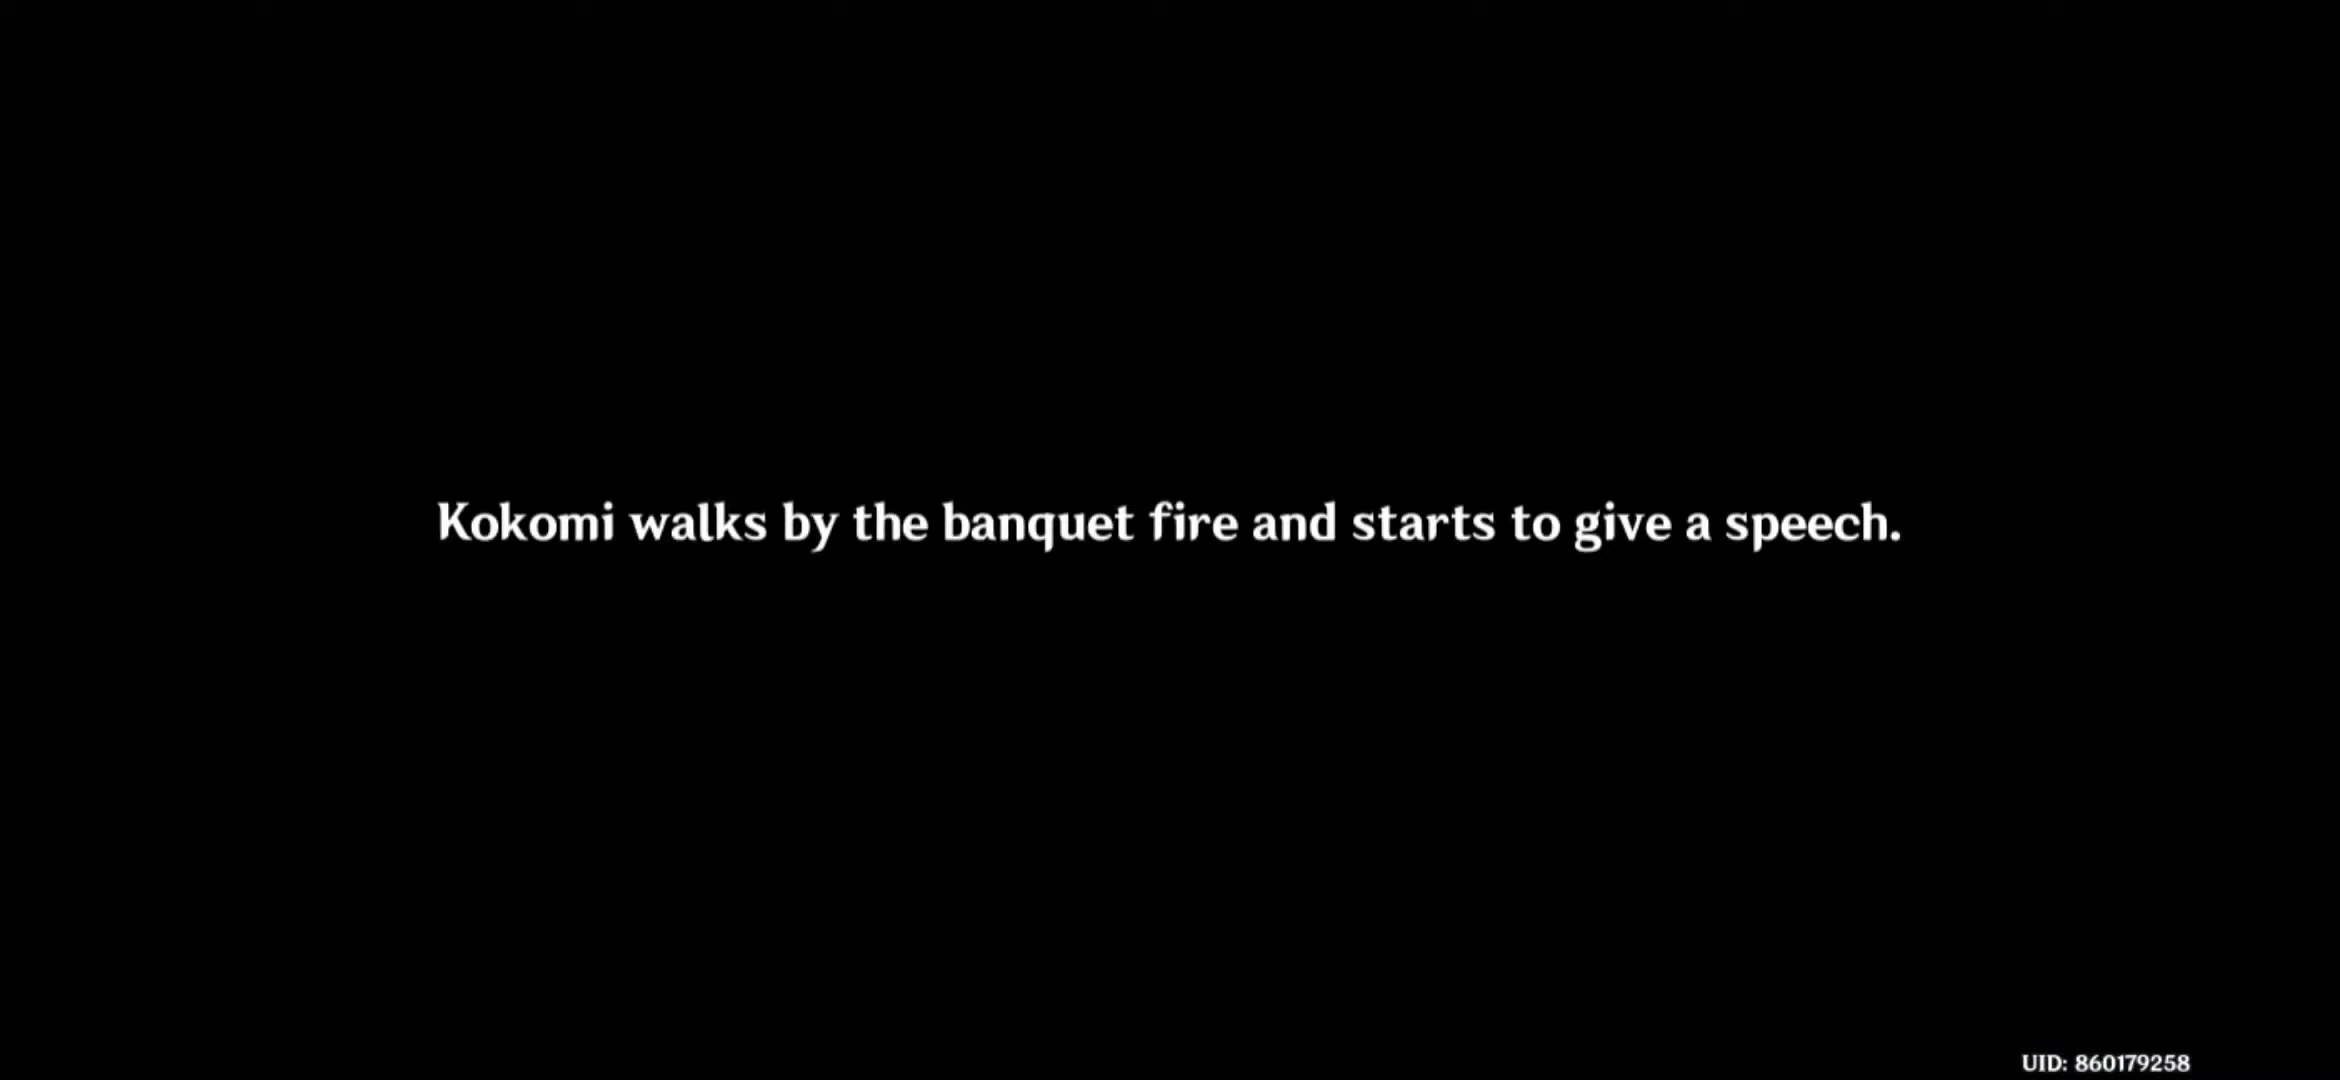 Kokomi walks by the banquet fire and starts to give a speech.
UID: 860179258